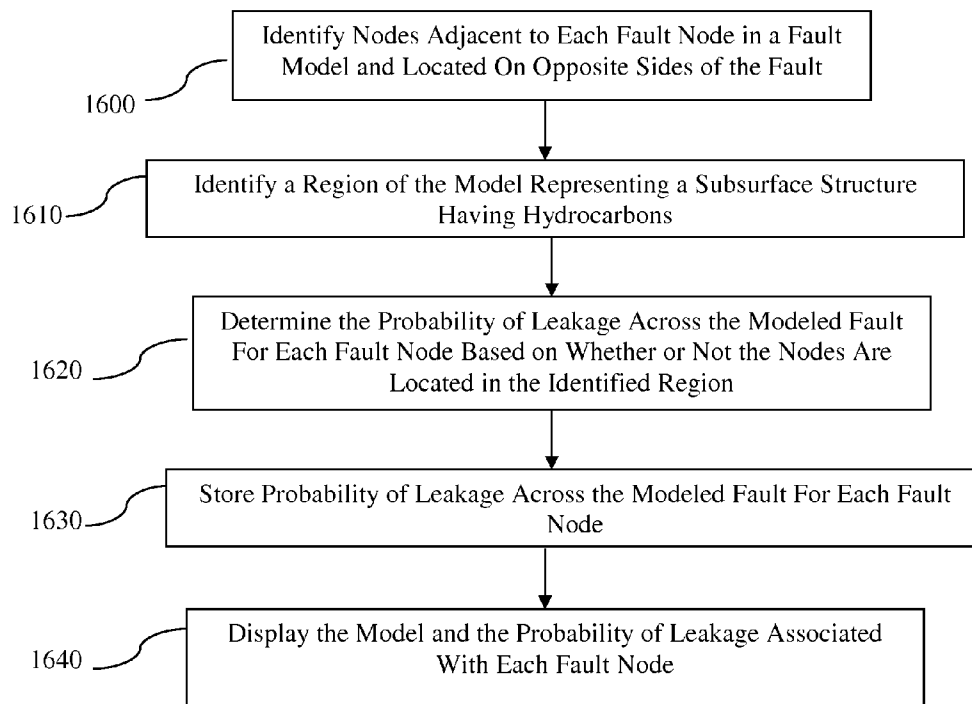 Identify Nodes Adjacent to Each Fault Node in a Fault
Model and Located On Opposite Sides of the Fault
1600
Identify a Region of the Model Representing a Subsurface Structure
Having Hydrocarbons
1610
Determine the Probability of Leakage Across the Modeled Fault
For Each Fault Node Based on Whether or Not the Nodes Are
Located in the Identified Region
1620
Store Probability of Leakage Across the Modeled Fault For Each Fault
Node
1630
Display the Model and the Probability of Leakage Associated
With Each Fault Node
1640